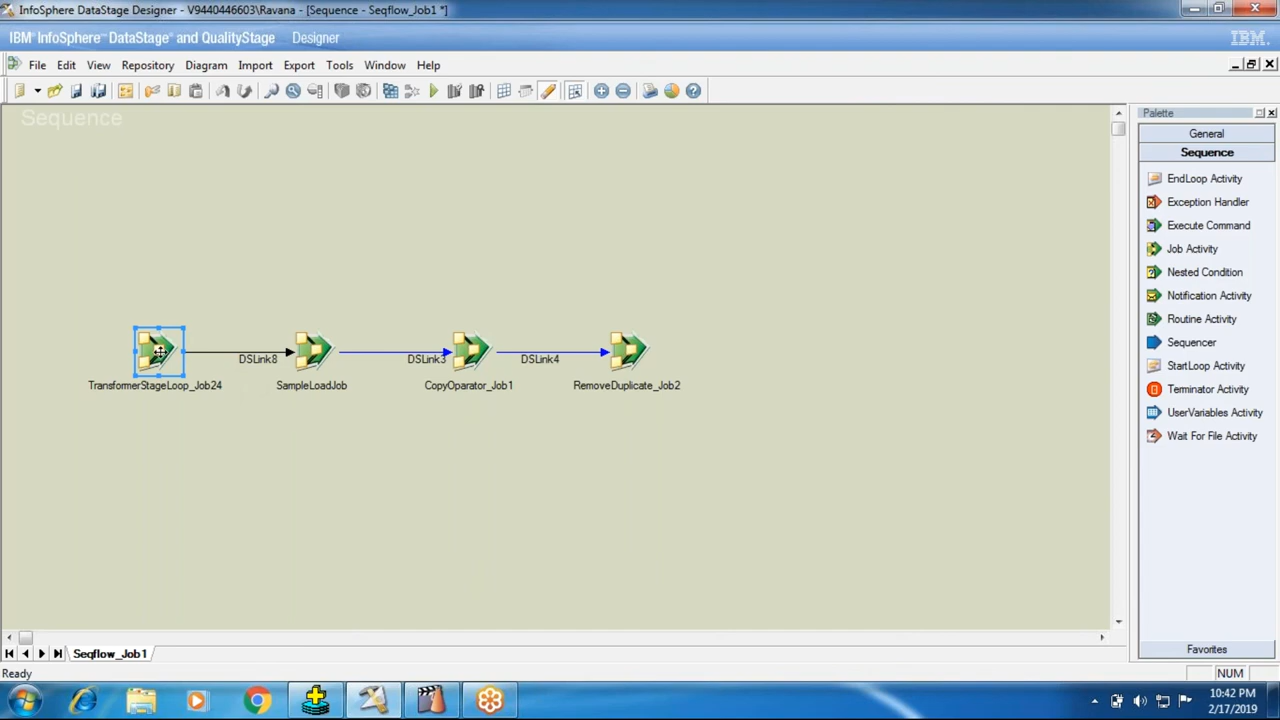 InfoSphere DataStage Designer - V9440446603\Ravana - [Sequence - Seqflow_Job1 *]
IBM® InfoSphere™ DataStage® and QualityStage Designer
IBM.
File Edit View Repository Diagram Import Export Tools Window Help
Sequence
DSLink8 DSLink3 DSLink4
TransformerStageLoop_Job24 SampleLoadJob CopyOparator_Job1 RemoveDuplicate_Job2
Palette
General
Sequence
EndLoop Activity
Exception Handler
Execute Command
Job Activity
Nested Condition
Notification Activity
Routine Activity
Sequencer
StartLoop Activity
Terminator Activity
UserVariables Activity
Wait For File Activity
Favorites
Seqflow_Job1
Ready
NUM
10:42 PM
2/17/2019